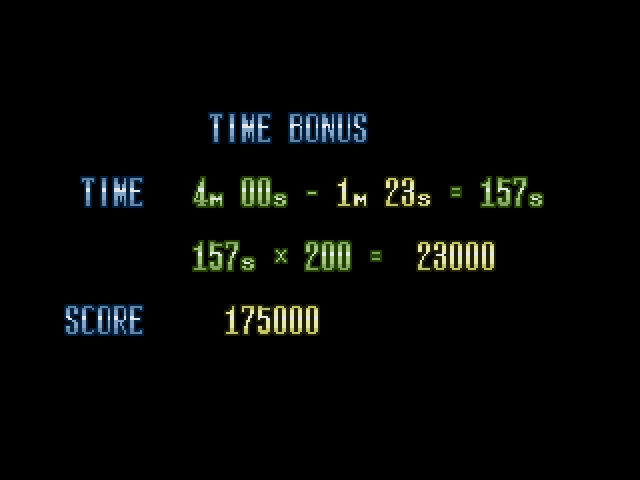 TIME BONUS
TIME 4M 00s - 1M 23s = 157s
157s × 200 = 23000
SCORE 175000